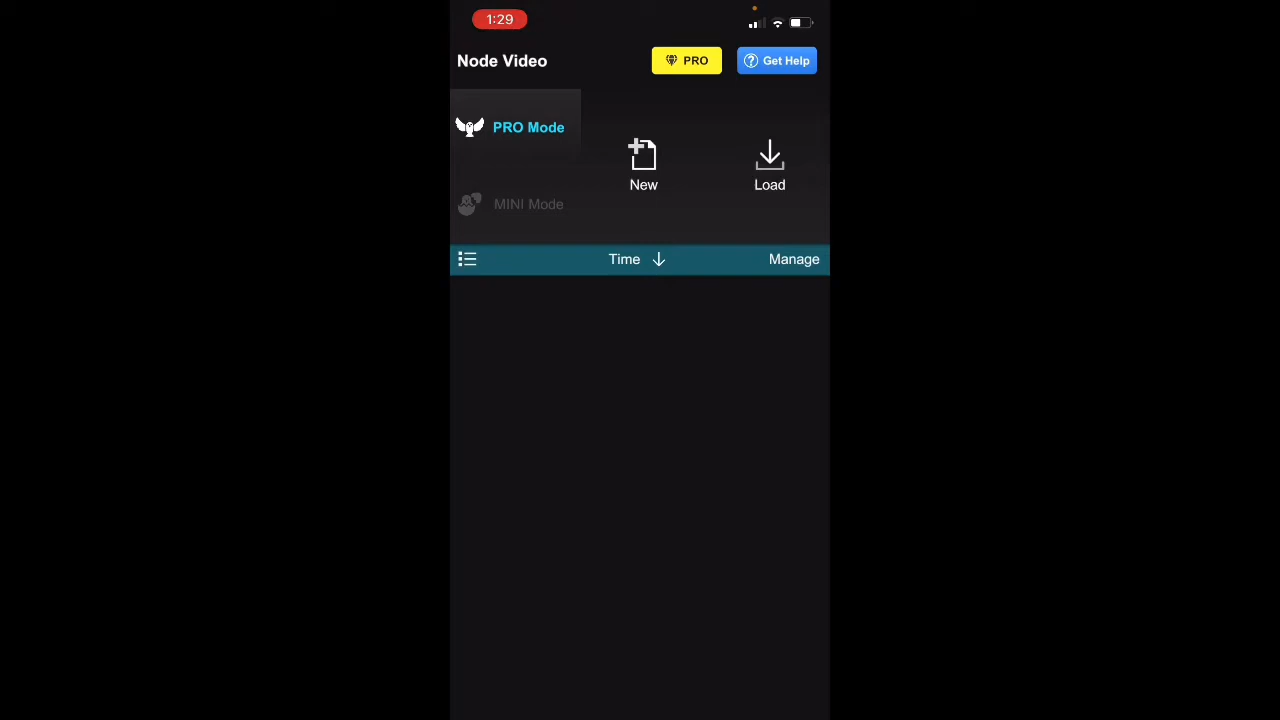 1:29
Node Video
PRO
Get Help
PRO Mode
New
Load
MINI Mode
Time
Manage